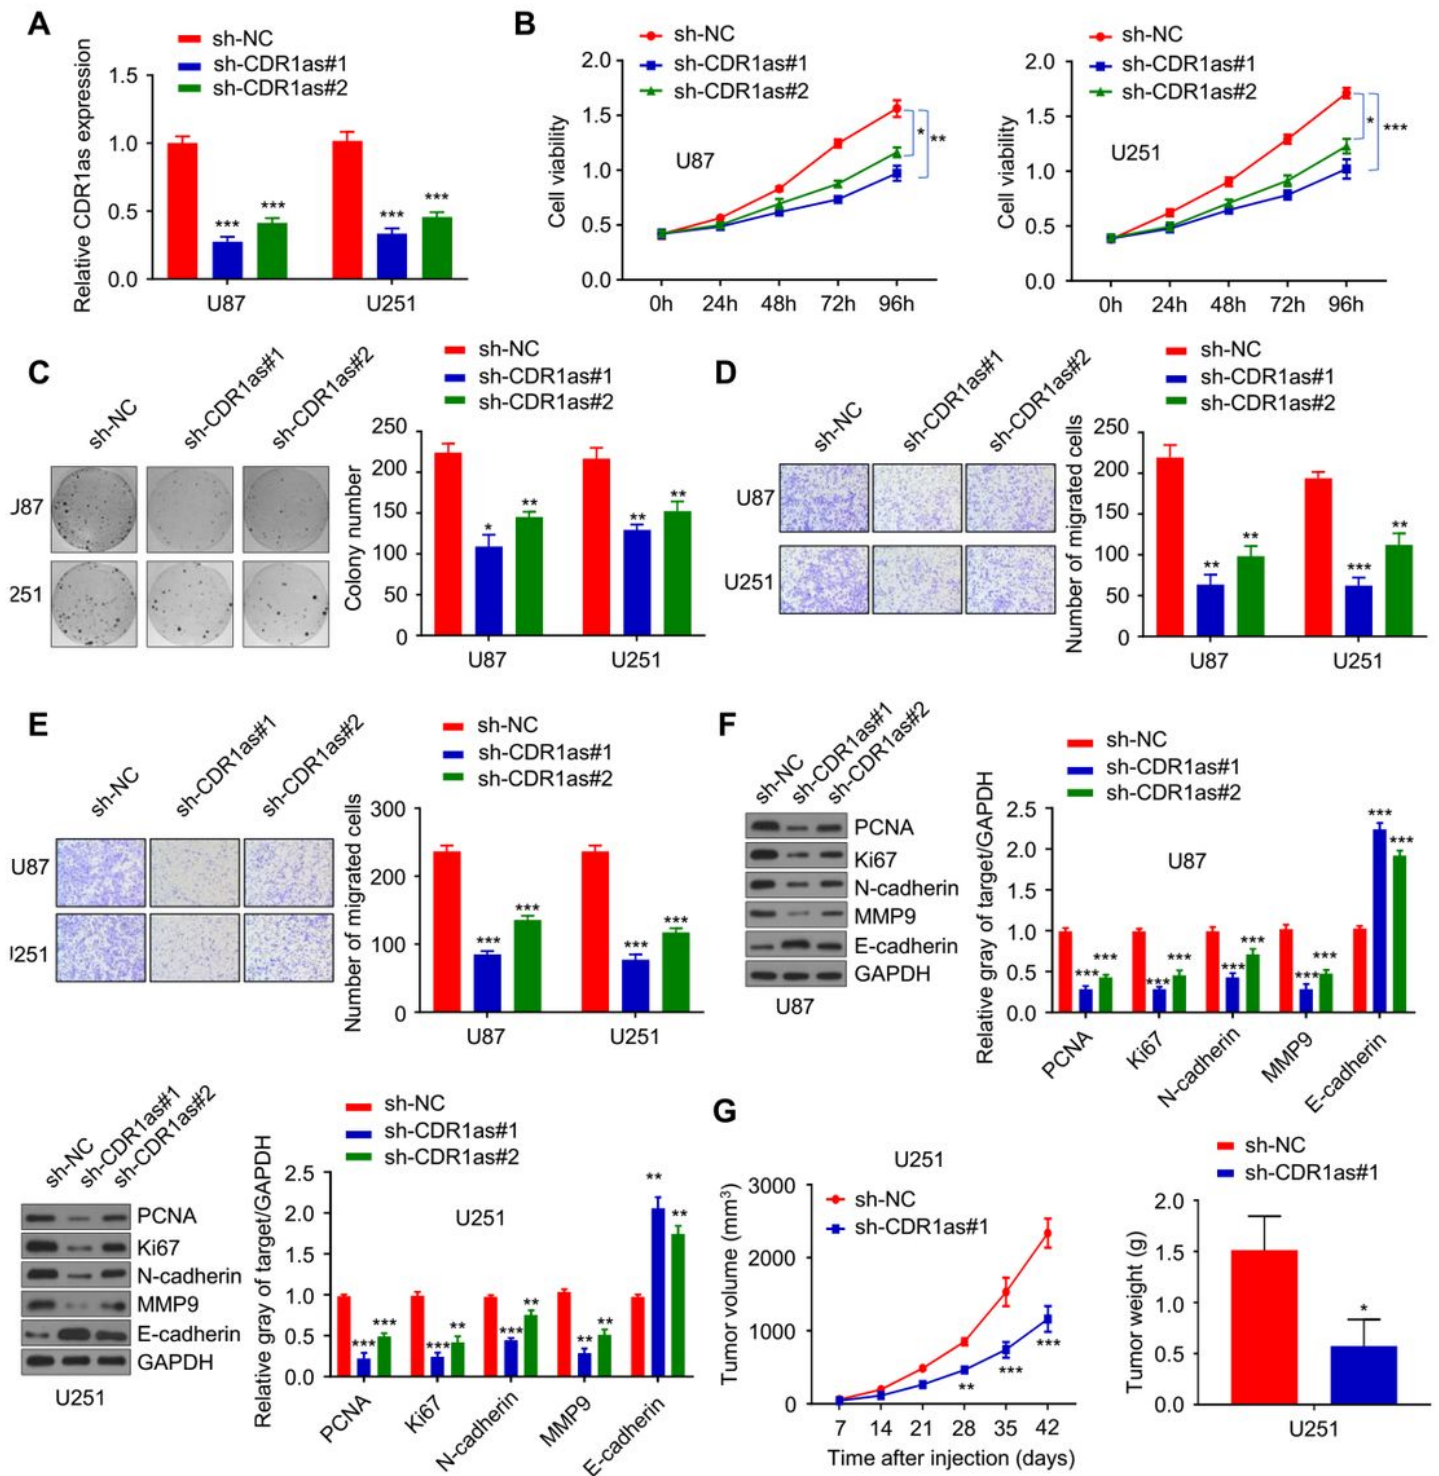 A
sh-NC
sh-CDR1as#1
sh-CDR1as#2
Relative CDR1as expression
1.5
1.0
0.5
0.0
*** *** *** ***
U87 U251
B
sh-NC
sh-CDR1as#1
sh-CDR1as#2
Cell viability
2.0
1.5
1.0
0.5
0.0
U87
* **
0h 24h 48h 72h 96h
sh-NC
sh-CDR1as#1
sh-CDR1as#2
Cell viability
2.0
1.5
1.0
0.5
0.0
U251
* ***
0h 24h 48h 72h 96h
C
sh-NC sh-CDR1as#1 sh-CDR1as#2
J87
251
sh-NC
sh-CDR1as#1
sh-CDR1as#2
Colony number
250
200
150
100
50
0
* ** ** **
U87 U251
D
sh-NC sh-CDR1as#1 sh-CDR1as#2
U87
U251
sh-NC
sh-CDR1as#1
sh-CDR1as#2
Number of migrated cells
250
200
150
100
50
0
** ** *** **
U87 U251
E
sh-NC sh-CDR1as#1 sh-CDR1as#2
U87
I251
sh-NC
sh-CDR1as#1
sh-CDR1as#2
Number of migrated cells
300
200
100
0
*** *** *** ***
U87 U251
F
sh-NC sh-CDR1as#1 sh-CDR1as#2
PCNA
Ki67
N-cadherin
MMP9
E-cadherin
GAPDH
U87
sh-NC
sh-CDR1as#1
sh-CDR1as#2
Relative gray of target/GAPDH
2.5
2.0
1.5
1.0
0.5
0.0
U87
*** *** *** *** *** *** *** *** *** ***
PCNA Ki67 N-cadherin MMP9 E-cadherin
sh-NC sh-CDR1as#1 sh-CDR1as#2
PCNA
Ki67
N-cadherin
MMP9
E-cadherin
GAPDH
U251
sh-NC
sh-CDR1as#1
sh-CDR1as#2
Relative gray of target/GAPDH
2.5
2.0
1.5
1.0
0.5
0.0
U251
*** *** *** ** *** ** ** ** ** **
PCNA Ki67 N-cadherin MMP9 E-cadherin
G
U251
sh-NC
sh-CDR1as#1
Tumor volume (mm³)
3000
2000
1000
0
** *** ***
7 14 21 28 35 42
Time after injection (days)
sh-NC
sh-CDR1as#1
Tumor weight (g)
2.0
1.5
1.0
0.5
0.0
*
U251